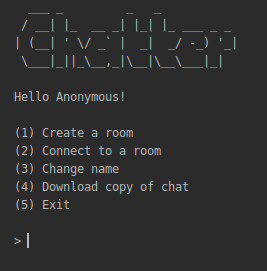 Chatter
Hello Anonymous!
(1) Create a room
(2) Connect to a room
(3) Change name
(4) Download copy of chat
(5) Exit
>